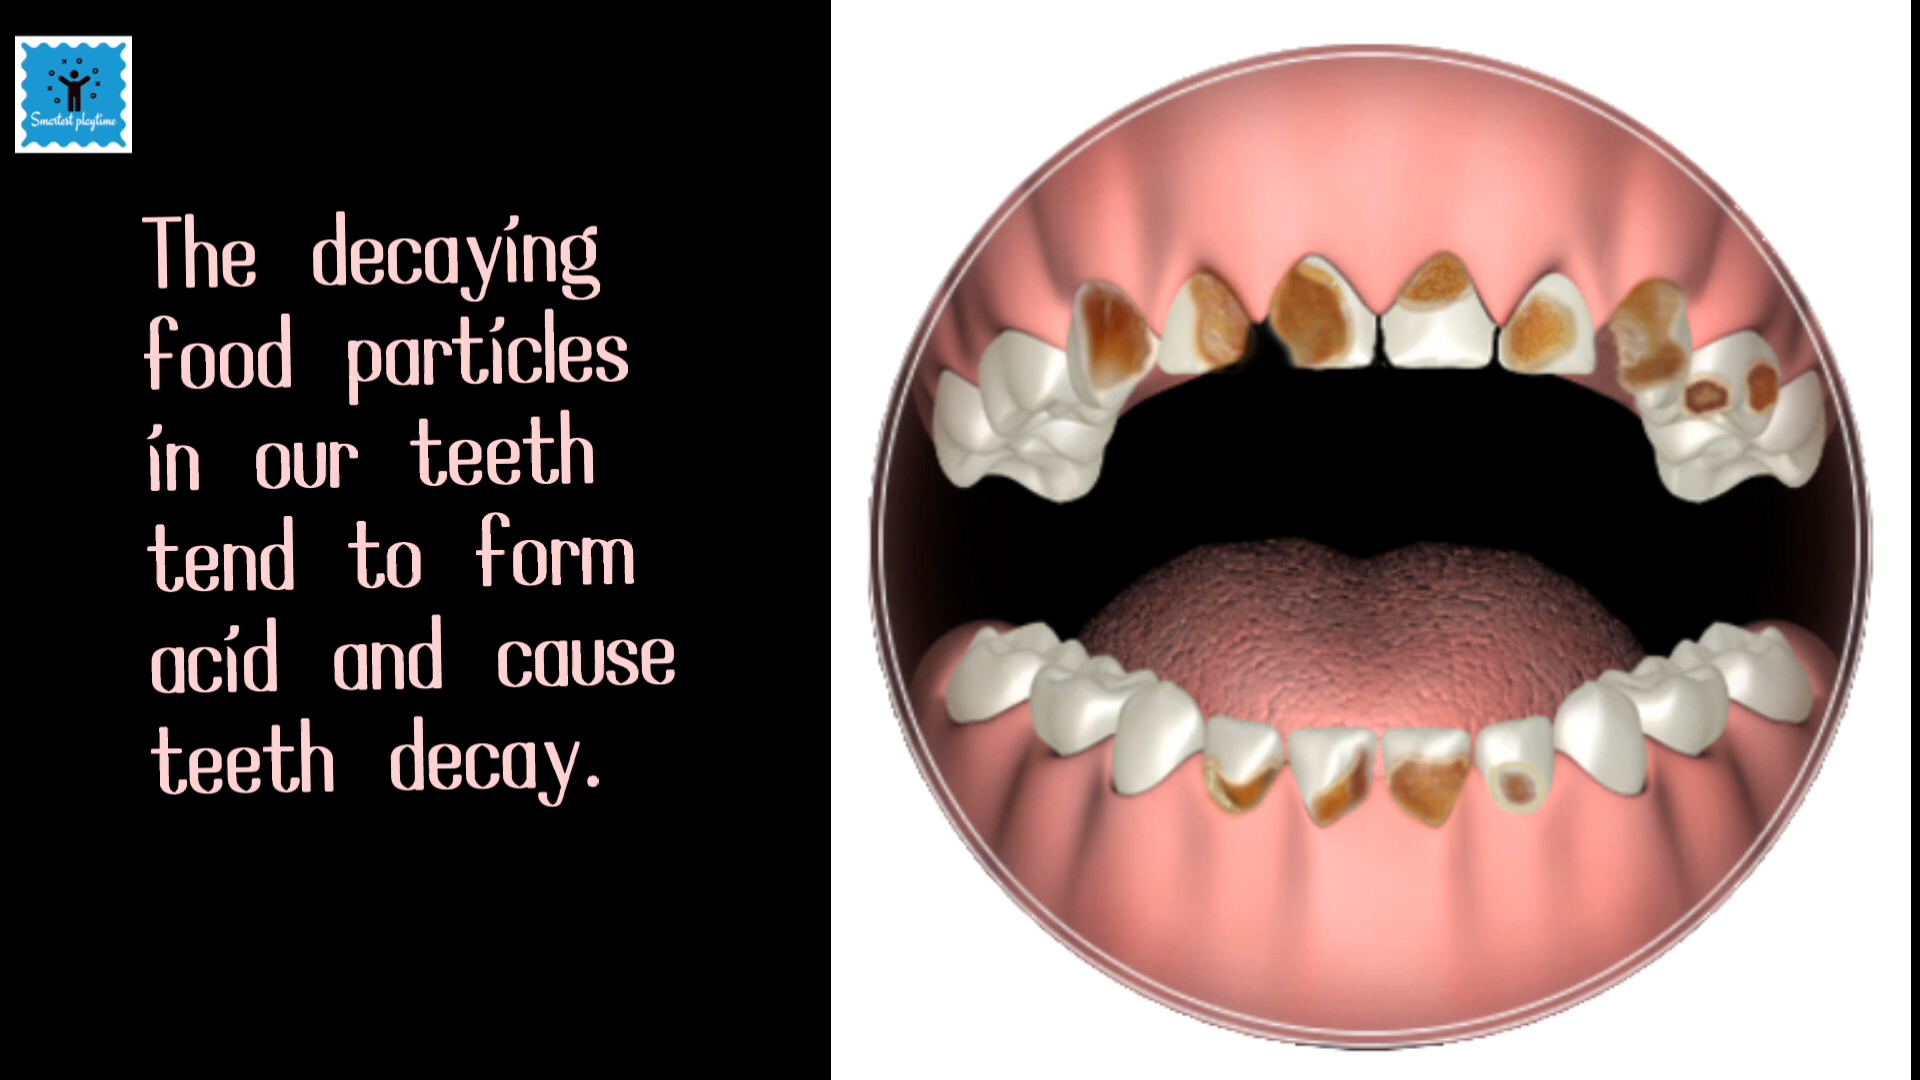 Smartest playtime
The decaying
food particles
in our teeth
tend to form
acid and cause
teeth decay.